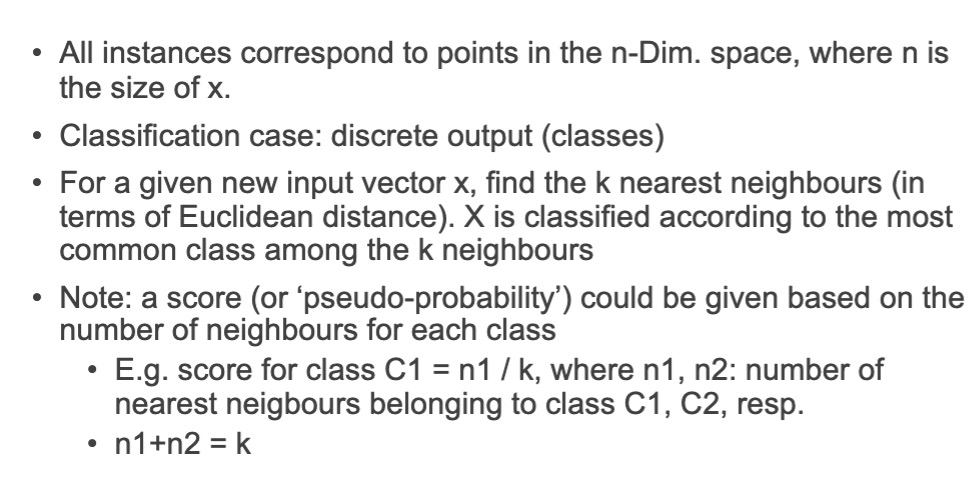 • All instances correspond to points in the n-Dim. space, where n is
the size of x.
• Classification case: discrete output (classes)
• For a given new input vector x, find the k nearest neighbours (in
terms of Euclidean distance). X is classified according to the most
common class among the k neighbours
• Note: a score (or ‘pseudo-probability’) could be given based on the
number of neighbours for each class
• E.g. score for class C1 = n1 / k, where n1, n2: number of
nearest neigbours belonging to class C1, C2, resp.
• n1+n2 = k